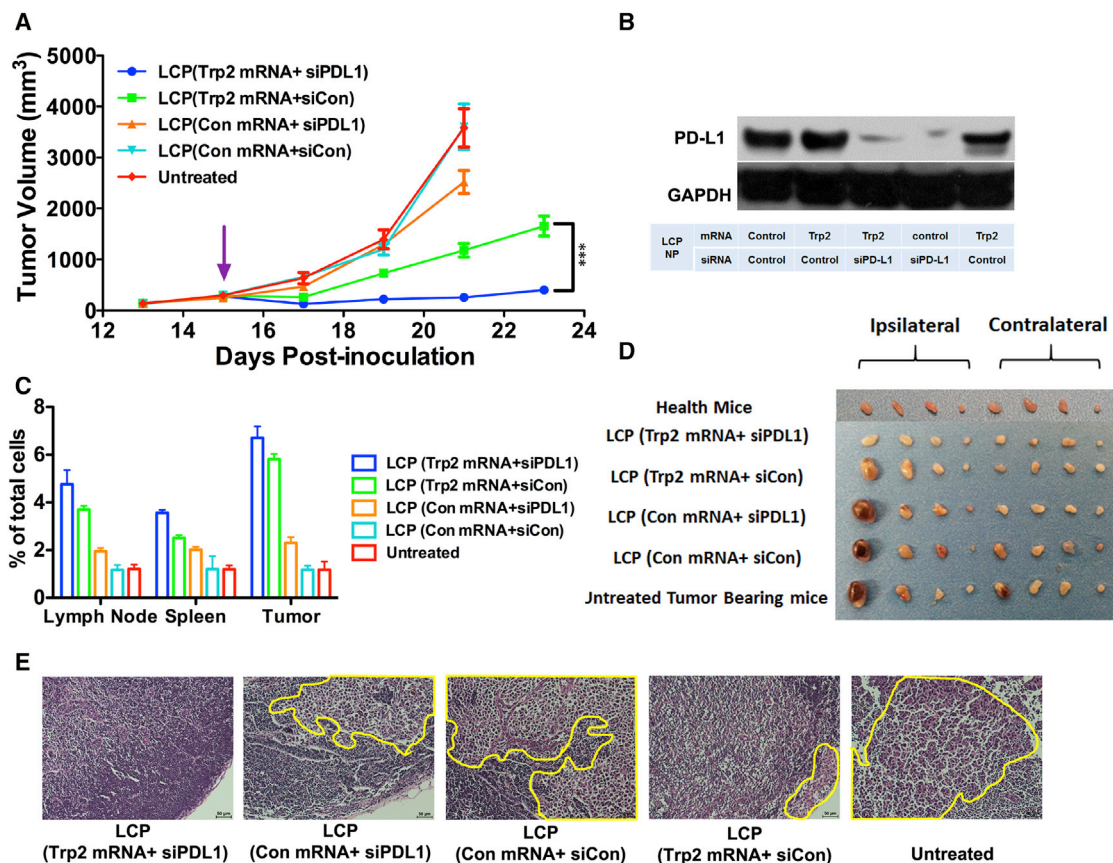 A
Tumor Volume (mm³)
5000
4000
3000
2000
1000
0
12 14 16 18 20 22 24
Days Post-inoculation
LCP(Trp2 mRNA+ siPDL1)
LCP(Trp2 mRNA+siCon)
LCP(Con mRNA+ siPDL1)
LCP(Con mRNA+siCon)
Untreated
***
B
PD-L1
GAPDH
LCP NP
mRNA Control Trp2 Trp2 control Trp2
siRNA Control Control siPD-L1 siPD-L1 Control
C
% of total cells
8
6
4
2
0
Lymph Node Spleen Tumor
LCP (Trp2 mRNA+siPDL1)
LCP (Trp2 mRNA+siCon)
LCP (Con mRNA+siPDL1)
LCP (Con mRNA+siCon)
Untreated
D
Ipsilateral Contralateral
Health Mice
LCP (Trp2 mRNA+ siPDL1)
LCP (Trp2 mRNA+ siCon)
LCP (Con mRNA+ siPDL1)
LCP (Con mRNA+ siCon)
Jntreated Tumor Bearing mice
E
LCP
(Trp2 mRNA+ siPDL1)
LCP
(Con mRNA+ siPDL1)
LCP
(Con mRNA+ siCon)
LCP
(Trp2 mRNA+ siCon)
Untreated